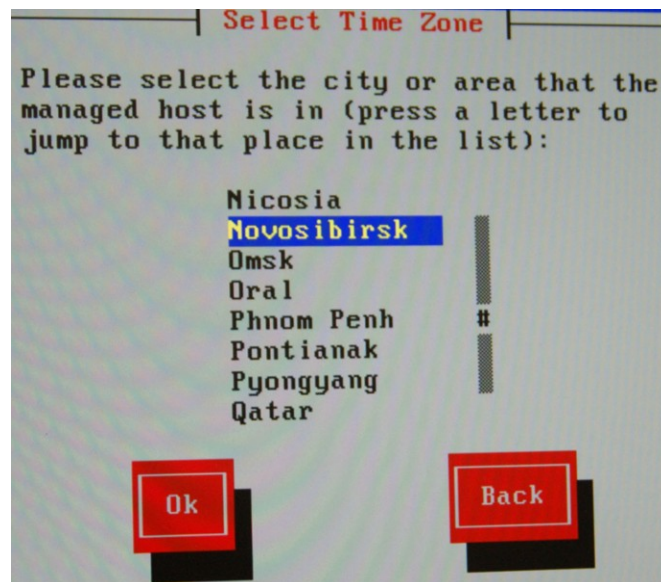 Select Time Zone
Please select the city or area that the
managed host is in (press a letter to
jump to that place in the list):
Nicosia
Novosibirsk
Omsk
Oral
Phnom Penh
#
Pontianak
Pyongyang
Qatar
Ok
Back